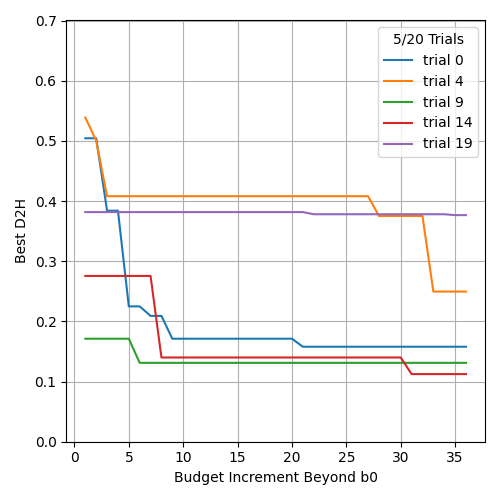 0.7
0.6
0.5
0.4
0.3
0.2
0.1
0.0
Best D2H
5/20 Trials
trial 0
trial 4
trial 9
trial 14
trial 19
0 5 10 15 20 25 30 35
Budget Increment Beyond b0